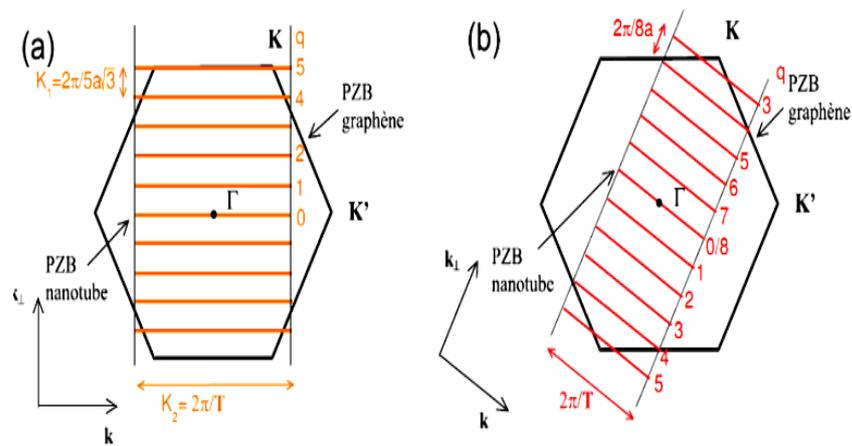 (a)
K
q
5
K₁=2π/5a√3
4
PZB
graphène
2
1
Γ
0
K'
PZB
nanotube
k⊥
K₂= 2π/T
k
(b)
2π/8a
K
q
3
PZB
graphène
5
6
7
Γ
K'
0/8
k⊥
PZB
nanotube
1
2
3
4
5
2π/T
k